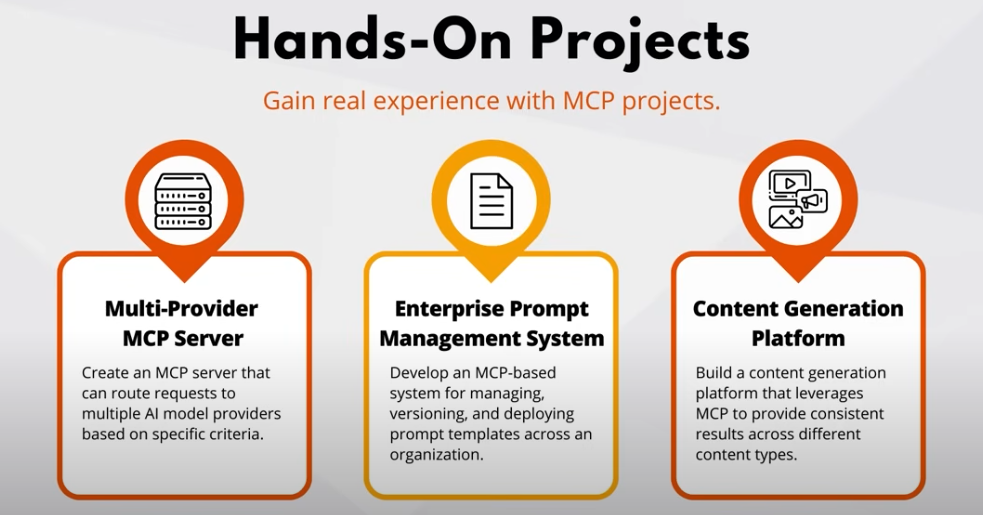 Hands-On Projects
Gain real experience with MCP projects.
Multi-Provider
MCP Server
Create an MCP server that
can route requests to
multiple AI model providers
based on specific criteria.
Enterprise Prompt
Management System
Develop an MCP-based
system for managing,
versioning, and deploying
prompt templates across an
organization.
Content Generation
Platform
Build a content generation
platform that leverages
MCP to provide consistent
results across different
content types.